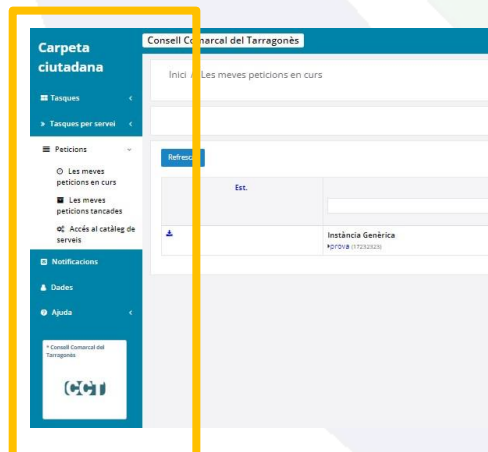 Carpeta
ciutadana
Tasques
Tasques per servei
Peticions
Les meves
peticions en curs
Les meves
peticions tancades
Accés al catàleg de
serveis
Notificacions
Dades
Ajuda
* Consell Comarcal del
Tarragonès
CCT
Consell Comarcal del Tarragonès
Inici / Les meves peticions en curs
Est.
Instància Genèrica
prova (17232323)